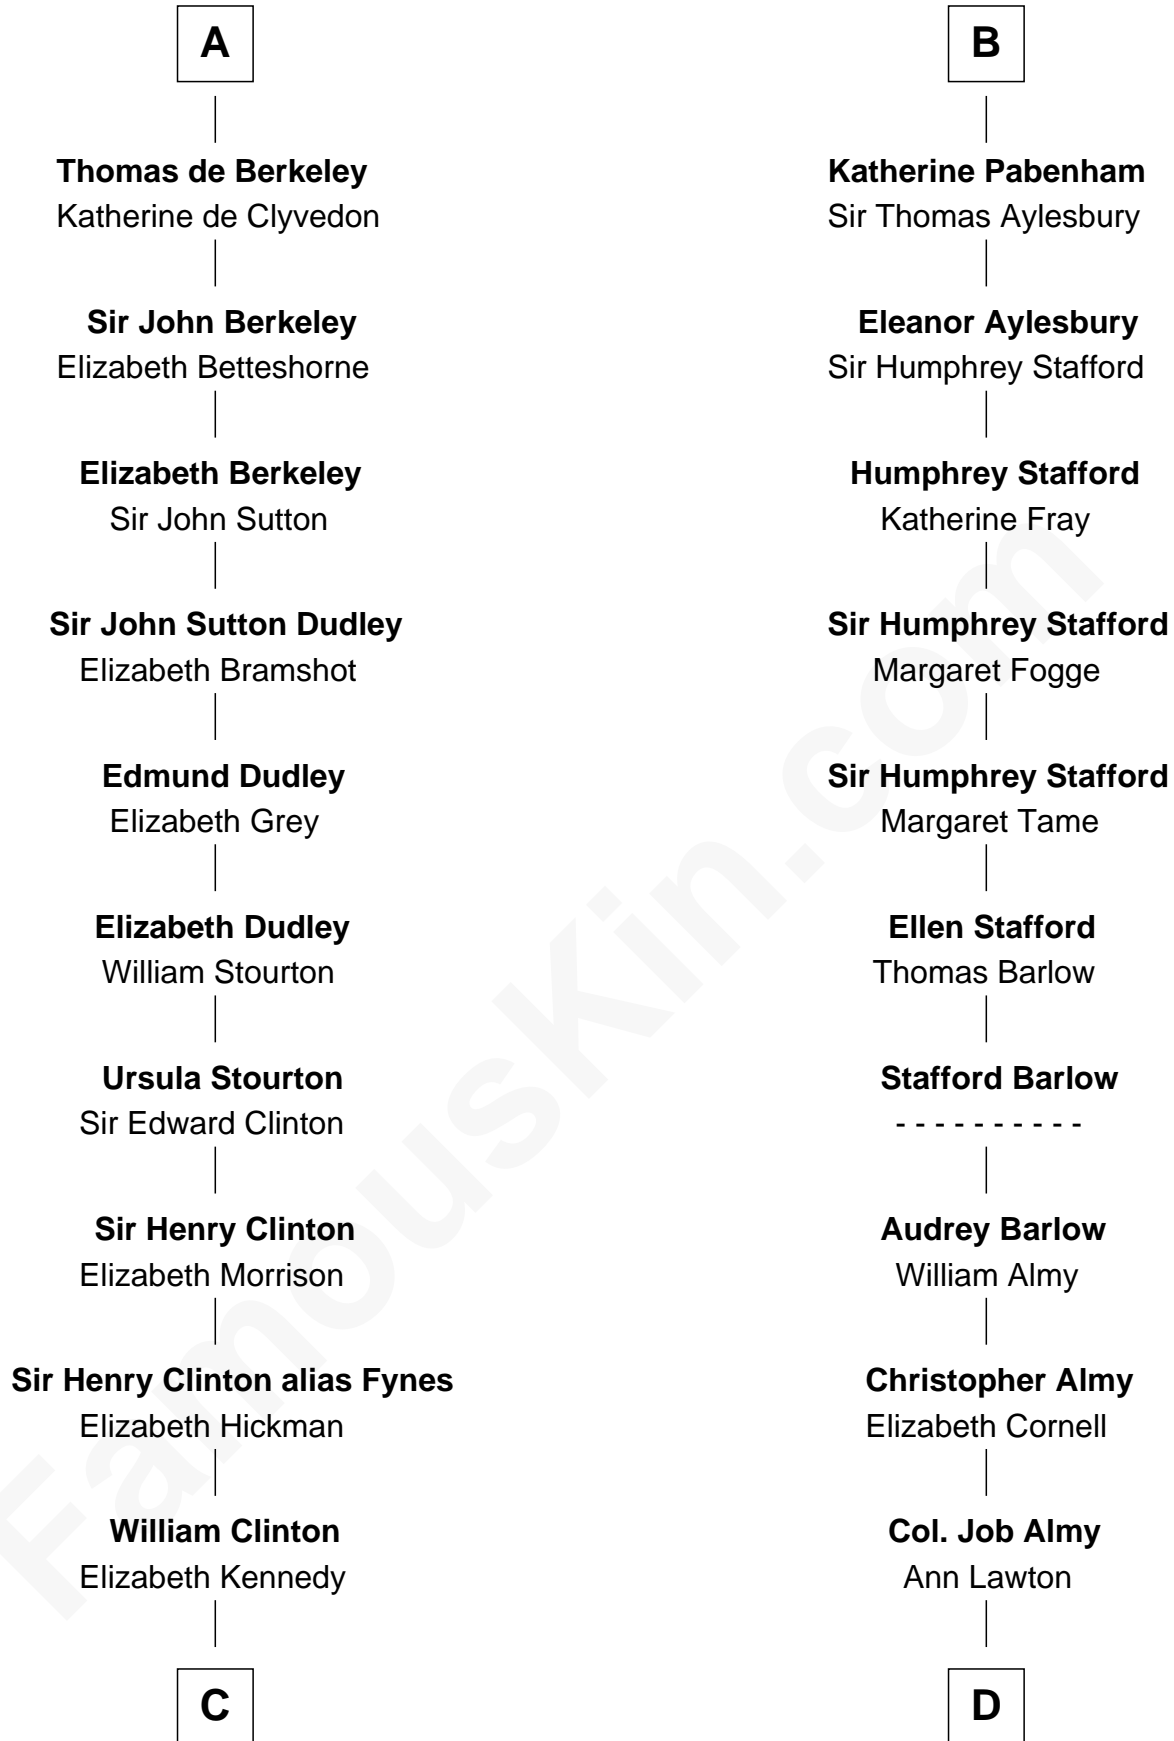 A
Thomas de Berkeley
Katherine de Clyvedon
Sir John Berkeley
Elizabeth Betteshorne
Elizabeth Berkeley
Sir John Sutton
Sir John Sutton Dudley
Elizabeth Bramshot
Edmund Dudley
Elizabeth Grey
Elizabeth Dudley
William Stourton
Ursula Stourton
Sir Edward Clinton
Sir Henry Clinton
Elizabeth Morrison
Sir Henry Clinton alias Fynes
Elizabeth Hickman
William Clinton
Elizabeth Kennedy
C
B
Katherine Pabenham
Sir Thomas Aylesbury
Eleanor Aylesbury
Sir Humphrey Stafford
Humphrey Stafford
Katherine Fray
Sir Humphrey Stafford
Margaret Fogge
Sir Humphrey Stafford
Margaret Tame
Ellen Stafford
Thomas Barlow
Stafford Barlow
- - - - - - - - - -
Audrey Barlow
William Almy
Christopher Almy
Elizabeth Cornell
Col. Job Almy
Ann Lawton
D
FamousKin.com